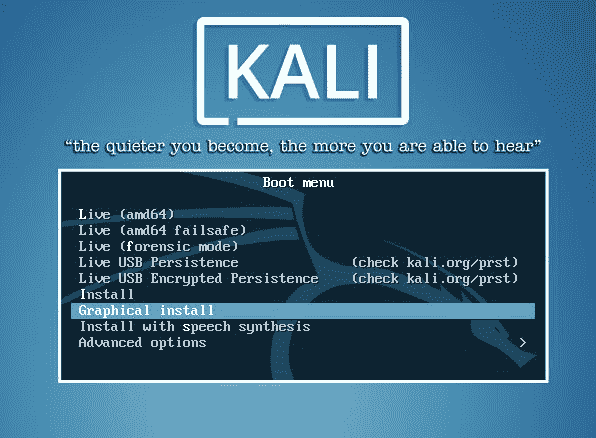 KALI
“the quieter you become, the more you are able to hear”
Boot menu
Live (amd64)
Live (amd64 failsafe)
Live (forensic mode)
Live USB Persistence (check kali.org/prst)
Live USB Encrypted Persistence (check kali.org/prst)
Install
Graphical install
Install with speech synthesis
Advanced options >